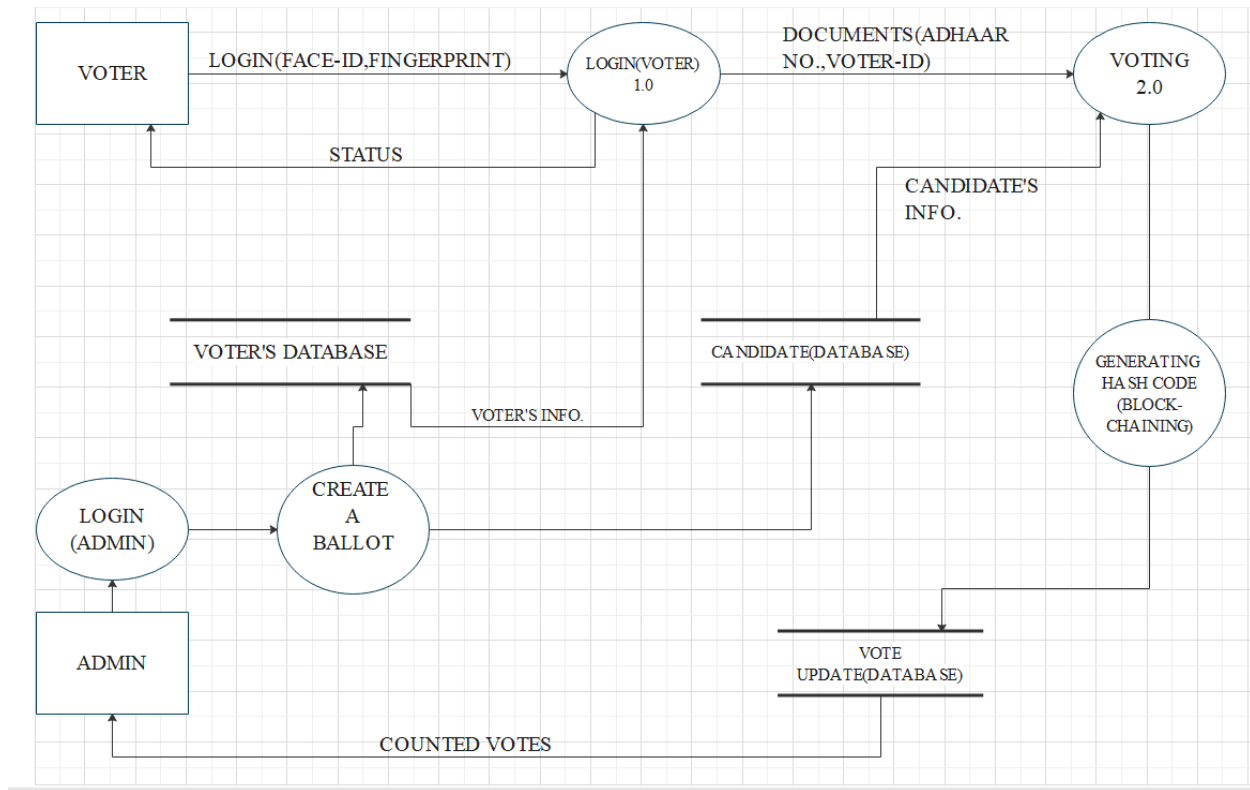 VOTER
LOGIN(FACE-ID,FINGERPRINT)
LOGIN(VOTER)
1.0
DOCUMENTS(ADHAAR
NO.,VOTER-ID)
VOTING
2.0
STATUS
CANDIDATE'S
INFO.
VOTER'S DATABASE
CANDIDATE(DATABASE)
GENERATING
HASH CODE
(BLOCK-
CHAINING)
VOTER'S INFO.
CREATE
A
BALLOT
LOGIN
(ADMIN)
ADMIN
VOTE
UPDATE(DATABASE)
COUNTED VOTES